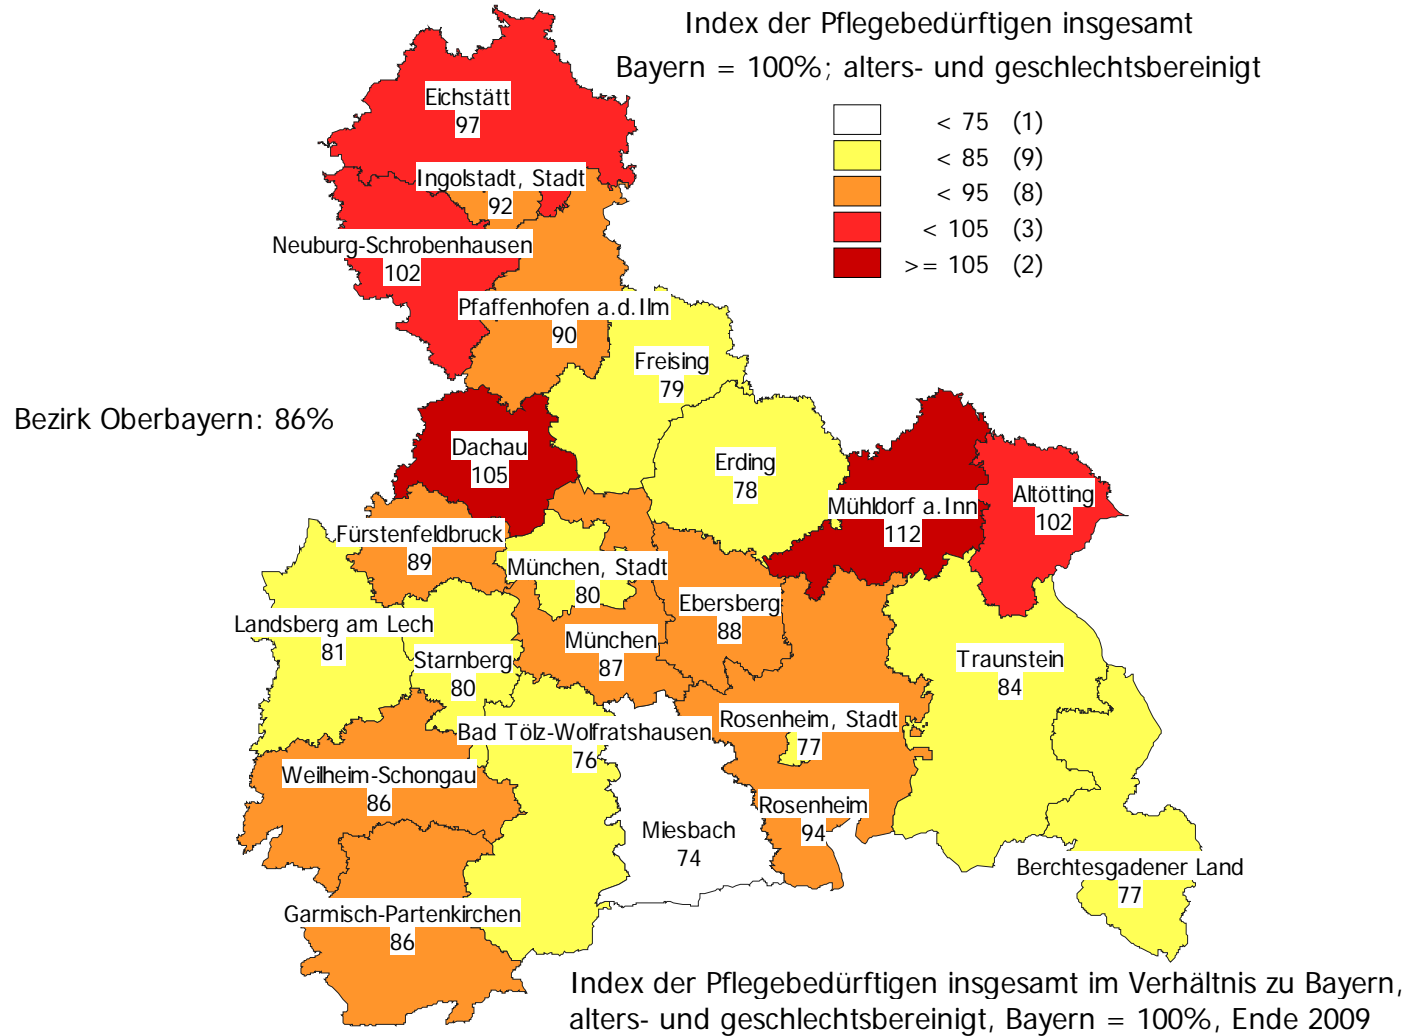 Index der Pflegebedürftigen insgesamt
Bayern = 100%; alters- und geschlechtsbereinigt
< 75 (1)
< 85 (9)
< 95 (8)
< 105 (3)
>= 105 (2)
Eichstätt
97
Ingolstadt, Stadt
92
Neuburg-Schrobenhausen
102
Pfaffenhofen a.d.Ilm
90
Freising
79
Bezirk Oberbayern: 86%
Dachau
105
Erding
78
Mühldorf a.Inn
112
Altötting
102
Fürstenfeldbruck
89
München, Stadt
80
Ebersberg
88
Landsberg am Lech
81
Starnberg
80
München
87
Traunstein
84
Bad Tölz-Wolfratshausen
76
Rosenheim, Stadt
77
Weilheim-Schongau
86
Rosenheim
94
Miesbach
74
Berchtesgadener Land
77
Garmisch-Partenkirchen
86
Index der Pflegebedürftigen insgesamt im Verhältnis zu Bayern,
alters- und geschlechtsbereinigt, Bayern = 100%, Ende 2009